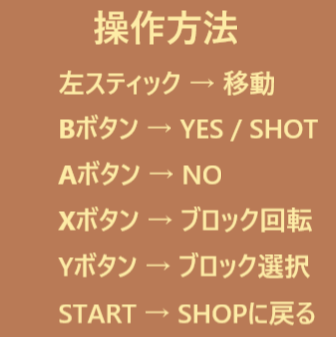 操作方法
左スティック → 移動
Bボタン → YES / SHOT
Aボタン → NO
Xボタン → ブロック回転
Yボタン → ブロック選択
START → SHOPに戻る